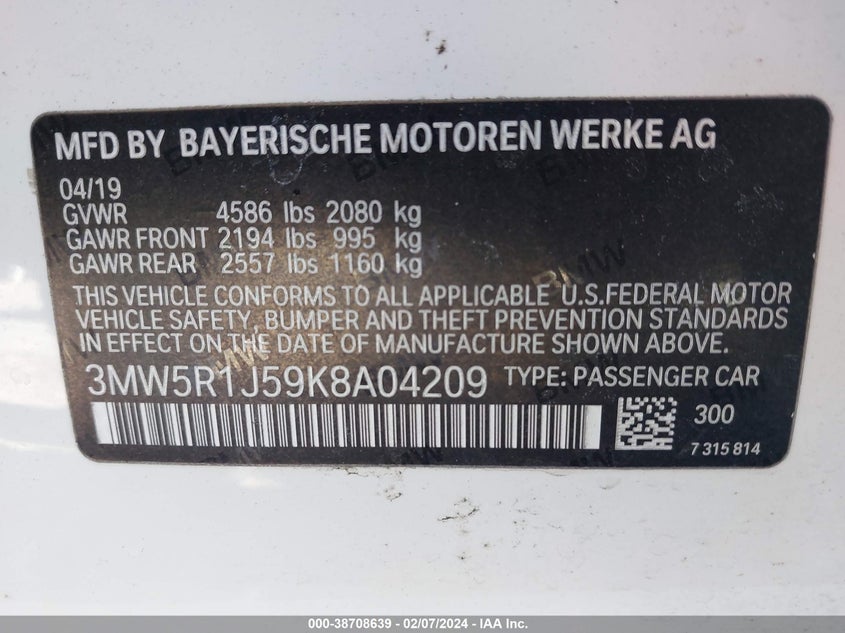 MFD BY BAYERISCHE MOTOREN WERKE AG
04/19
GVWR 4586 lbs 2080 kg
GAWR FRONT 2194 lbs 995 kg
GAWR REAR 2557 lbs 1160 kg
THIS VEHICLE CONFORMS TO ALL APPLICABLE U.S.FEDERAL MOTOR
VEHICLE SAFETY, BUMPER AND THEFT PREVENTION STANDARDS
IN EFFECT ON THE DATE OF MANUFACTURE SHOWN ABOVE.
3MW5R1J59K8A04209 TYPE: PASSENGER CAR
300
7 315 814
000-38708639 - 02/07/2024 - IAA Inc.